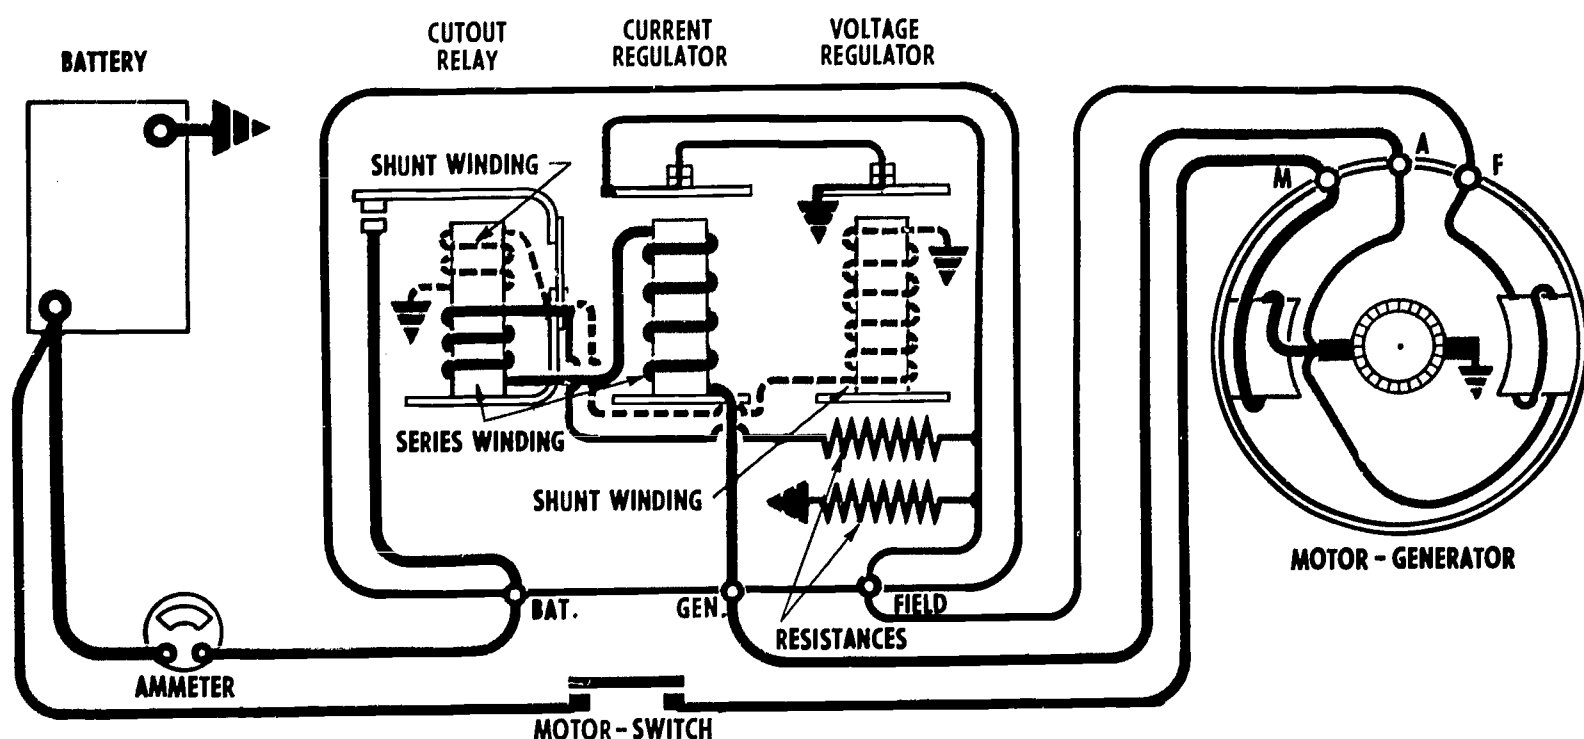 BATTERY
CUTOUT
RELAY
CURRENT
REGULATOR
VOLTAGE
REGULATOR
SHUNT WINDING
M
A
F
SERIES WINDING
SHUNT WINDING
MOTOR – GENERATOR
BAT.
GEN.
FIELD
RESISTANCES
AMMETER
MOTOR – SWITCH